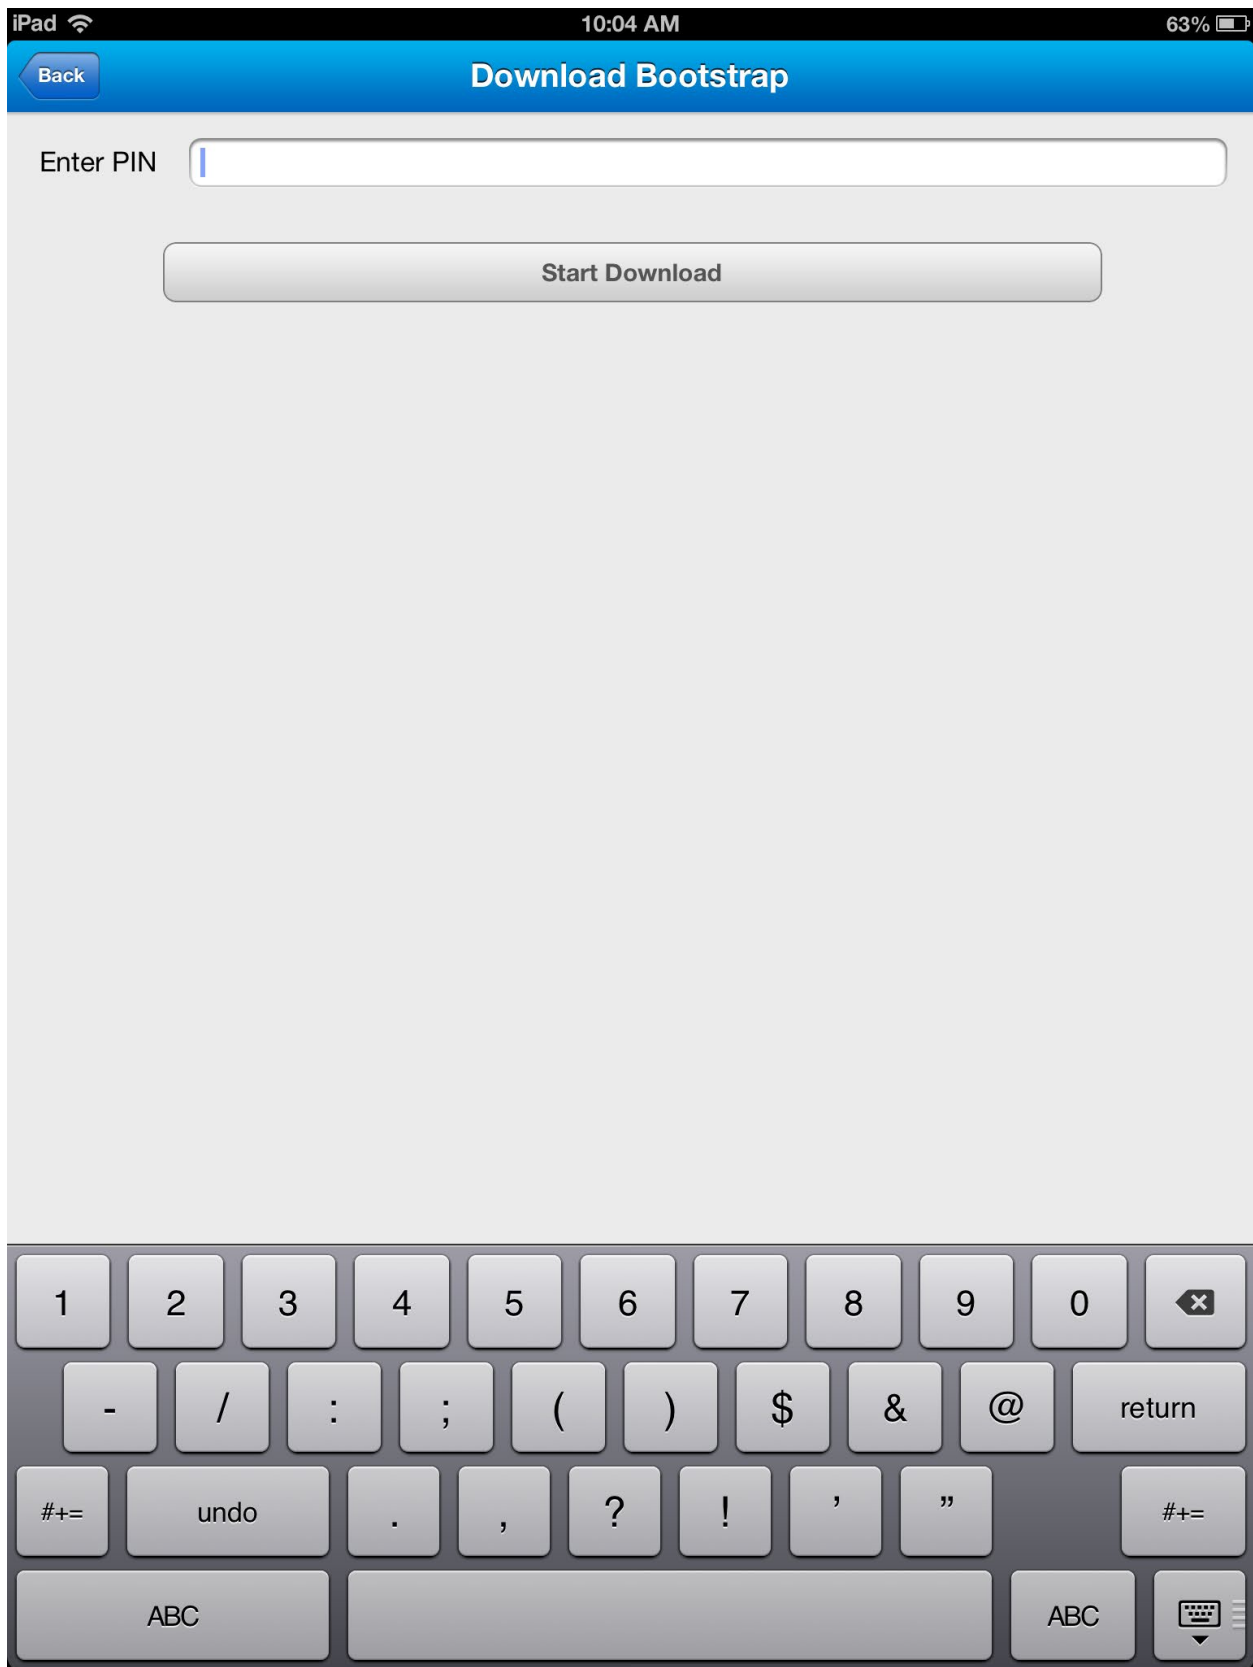 iPad 10:04 AM 63%
Back Download Bootstrap
Enter PIN
Start Download
1 2 3 4 5 6 7 8 9 0
- / : ; ( ) $ & @ return
#+= undo . , ? ! ’ ” #+=
ABC ABC